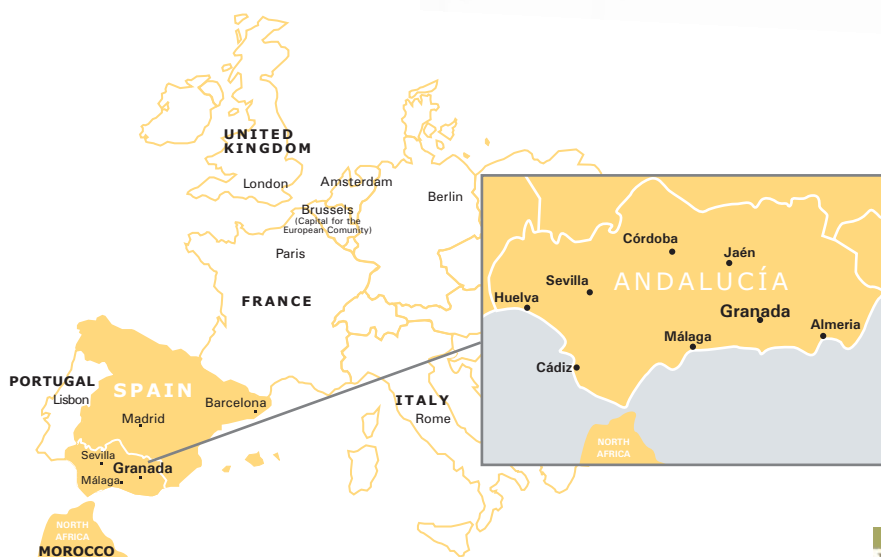 UNITED
KINGDOM
London
Amsterdam
Berlin
Brussels
(Capital for the
European Comunity)
Paris
FRANCE
PORTUGAL
Lisbon
SPAIN
Madrid
Barcelona
ITALY
Rome
Sevilla
Granada
Málaga
NORTH
AFRICA
MOROCCO
Córdoba
Jaén
Sevilla
ANDALUCÍA
Huelva
Granada
Almeria
Málaga
Cádiz
NORTH
AFRICA